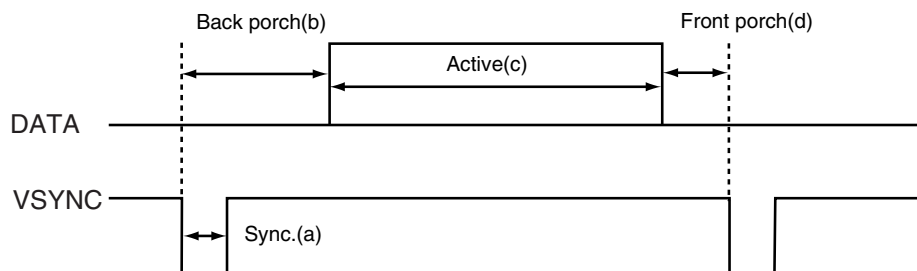 Back porch(b)
Front porch(d)
Active(c)
DATA
VSYNC
Sync.(a)